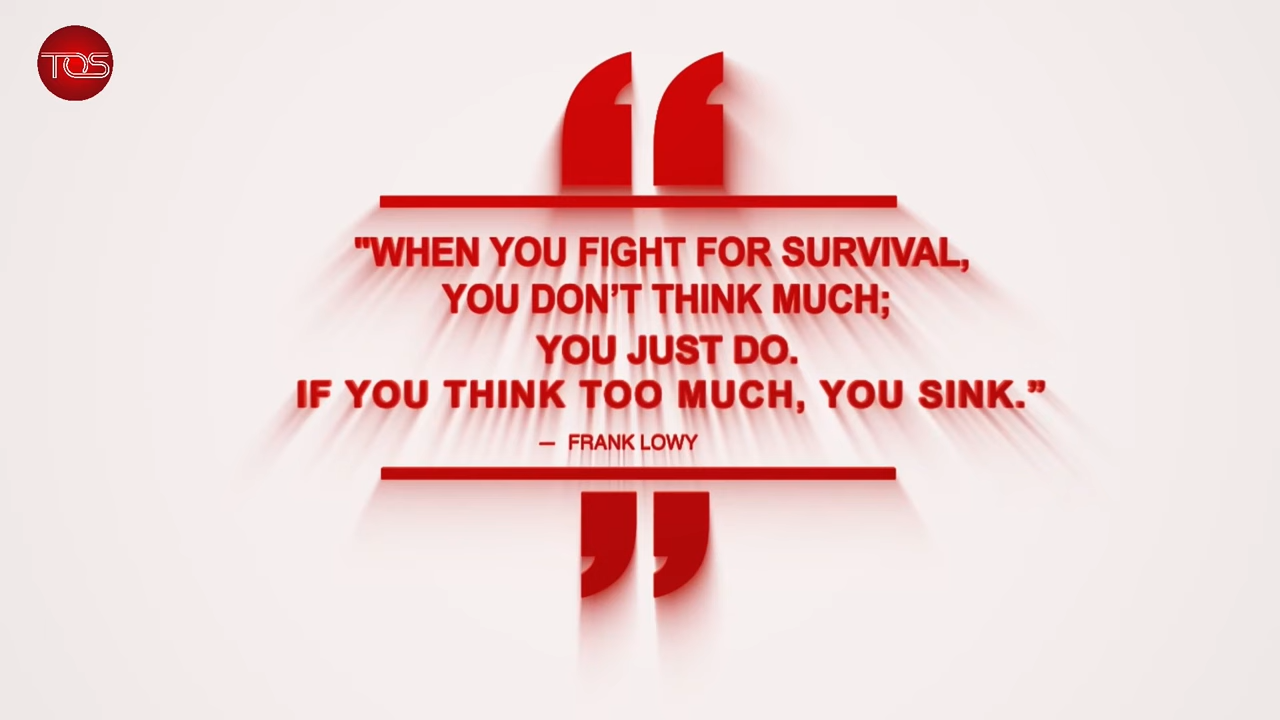 TOS
"WHEN YOU FIGHT FOR SURVIVAL,
YOU DON’T THINK MUCH;
YOU JUST DO.
IF YOU THINK TOO MUCH, YOU SINK.”
— FRANK LOWY